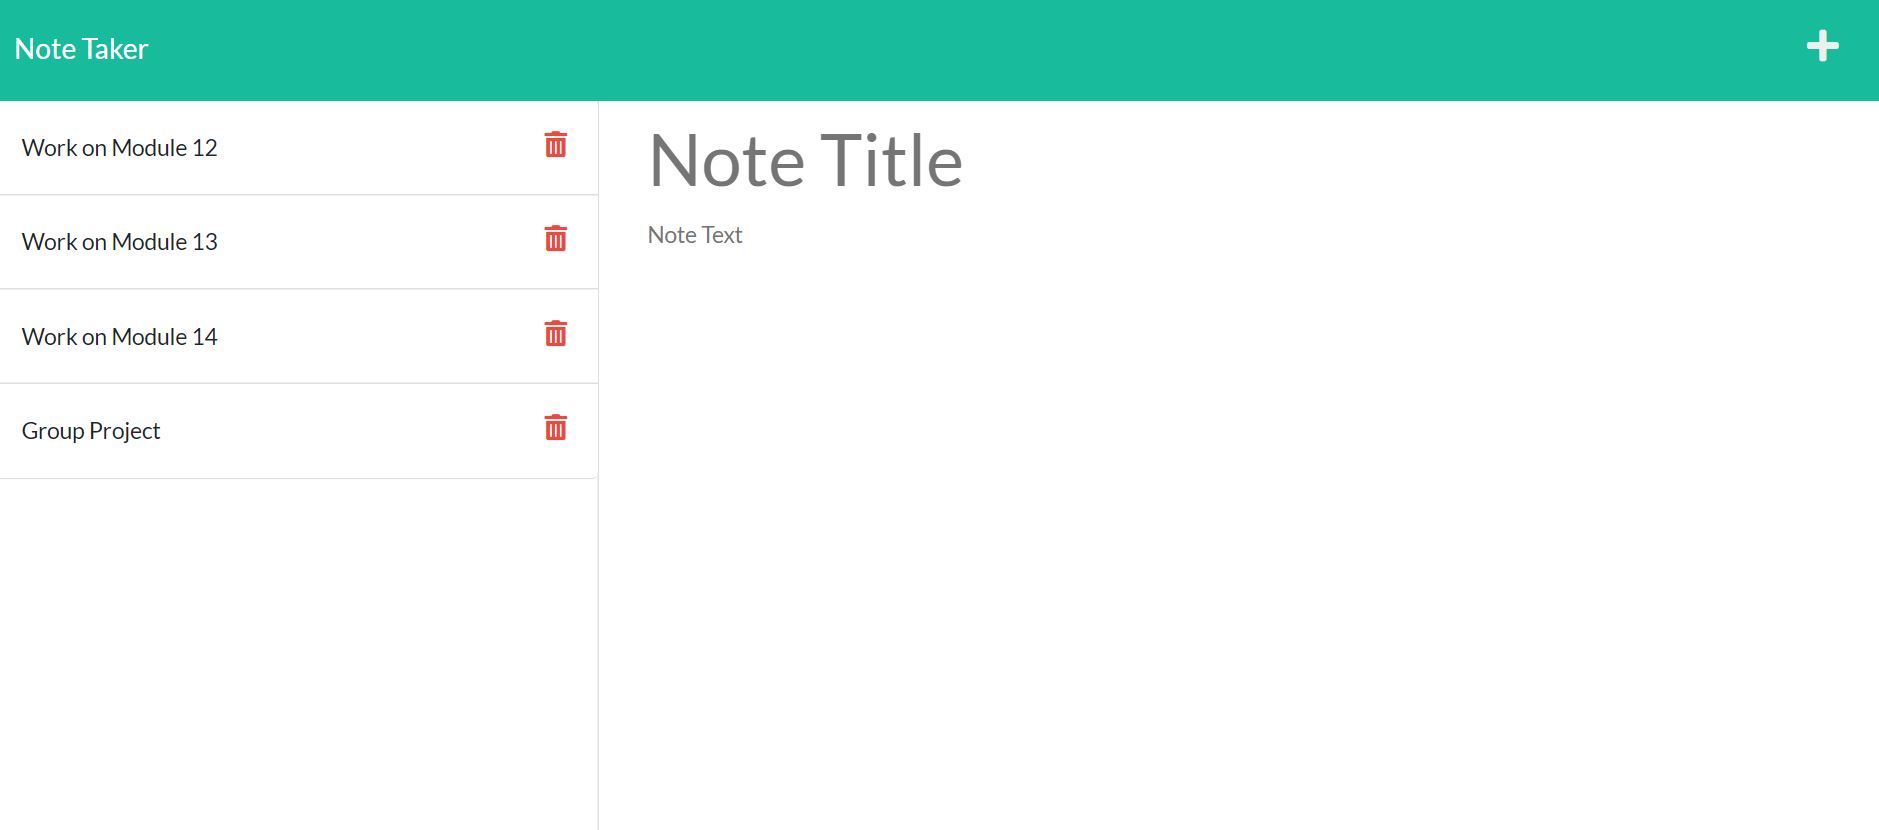 Note Taker
Work on Module 12
Work on Module 13
Work on Module 14
Group Project
Note Title
Note Text